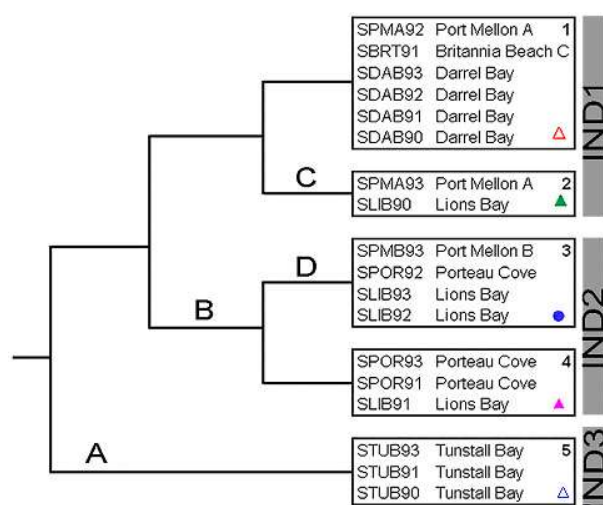 SPMA92 Port Mellon A 1
SBRT91 Britannia Beach C
SDAB93 Darrel Bay
SDAB92 Darrel Bay
SDAB91 Darrel Bay
SDAB90 Darrel Bay
IND1
C
SPMA93 Port Mellon A 2
SLIB90 Lions Bay
D
SPMB93 Port Mellon B 3
SPOR92 Porteau Cove
SLIB93 Lions Bay
SLIB92 Lions Bay
B
IND2
SPOR93 Porteau Cove 4
SPOR91 Porteau Cove
SLIB91 Lions Bay
A
STUB93 Tunstall Bay 5
STUB91 Tunstall Bay
STUB90 Tunstall Bay
IND3